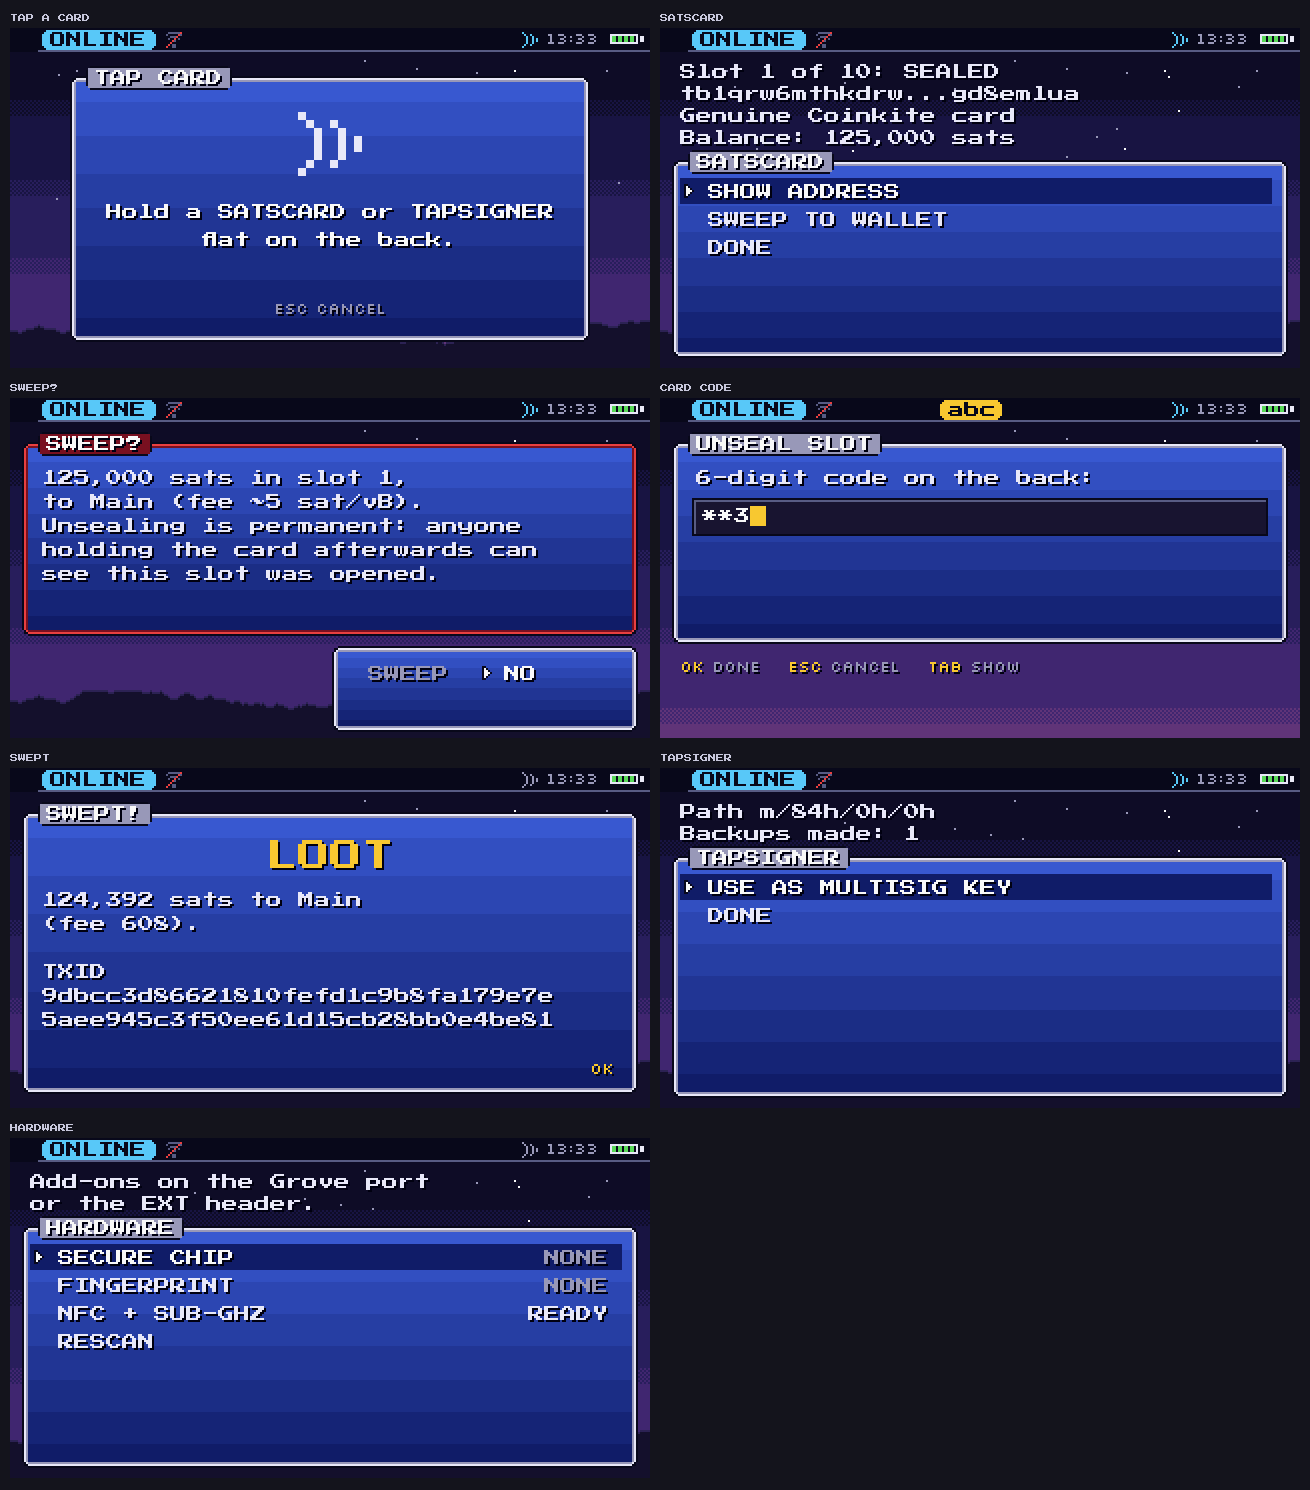 TAP A CARD
ONLINE 13:33
TAP CARD
Hold a SATSCARD or TAPSIGNER
flat on the back.
ESC CANCEL
SATSCARD
ONLINE 13:33
Slot 1 of 10: SEALED
tb1qrw6mthkdrw...gd8emlua
Genuine Coinkite card
Balance: 125,000 sats
SATSCARD
SHOW ADDRESS
SWEEP TO WALLET
DONE
SWEEP?
ONLINE 13:33
SWEEP?
125,000 sats in slot 1,
to Main (fee ~5 sat/vB).
Unsealing is permanent: anyone
holding the card afterwards can
see this slot was opened.
SWEEP NO
CARD CODE
ONLINE abc 13:33
UNSEAL SLOT
6-digit code on the back:
**3
OK DONE ESC CANCEL TAB SHOW
SWEPT
ONLINE 13:33
SWEPT!
LOOT
124,392 sats to Main
(fee 608).
TXID
9dbcc3d86621810fefd1c9b8fa179e7e
5aee945c3f50ee61d15cb28bb0e4be81
OK
TAPSIGNER
ONLINE 13:33
Path m/84h/0h/0h
Backups made: 1
TAPSIGNER
USE AS MULTISIG KEY
DONE
HARDWARE
ONLINE 13:33
Add-ons on the Grove port
or the EXT header.
HARDWARE
SECURE CHIP NONE
FINGERPRINT NONE
NFC + SUB-GHZ READY
RESCAN